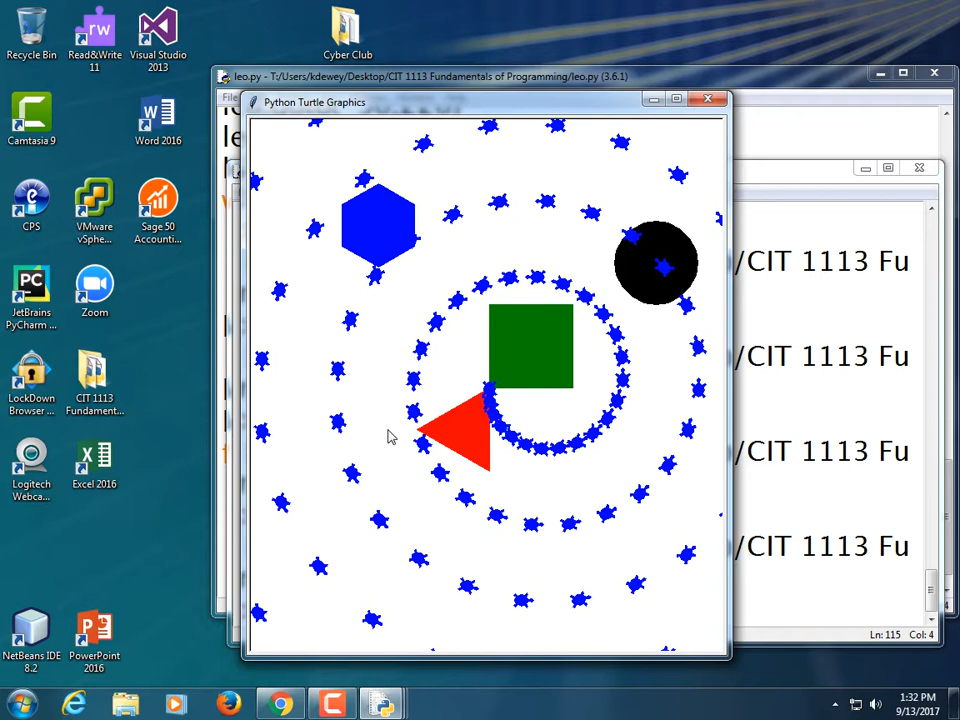 Recycle Bin
Read&Write 11
Visual Studio 2013
Cyber Club
leo.py - T:/Users/kdewey/Desktop/CIT 1113 Fundamentals of Programming/leo.py (3.6.1)
Python Turtle Graphics
Camtasia 9
Word 2016
CPS
VMware vSphe...
Sage 50 Accounti...
/CIT 1113 Fu
JetBrains PyCharm ...
Zoom
/CIT 1113 Fu
LockDown Browser ...
CIT 1113 Fundament...
/CIT 1113 Fu
Logitech Webca...
Excel 2016
/CIT 1113 Fu
NetBeans IDE 8.2
PowerPoint 2016
Ln: 115 Col: 4
1:32 PM
9/13/2017